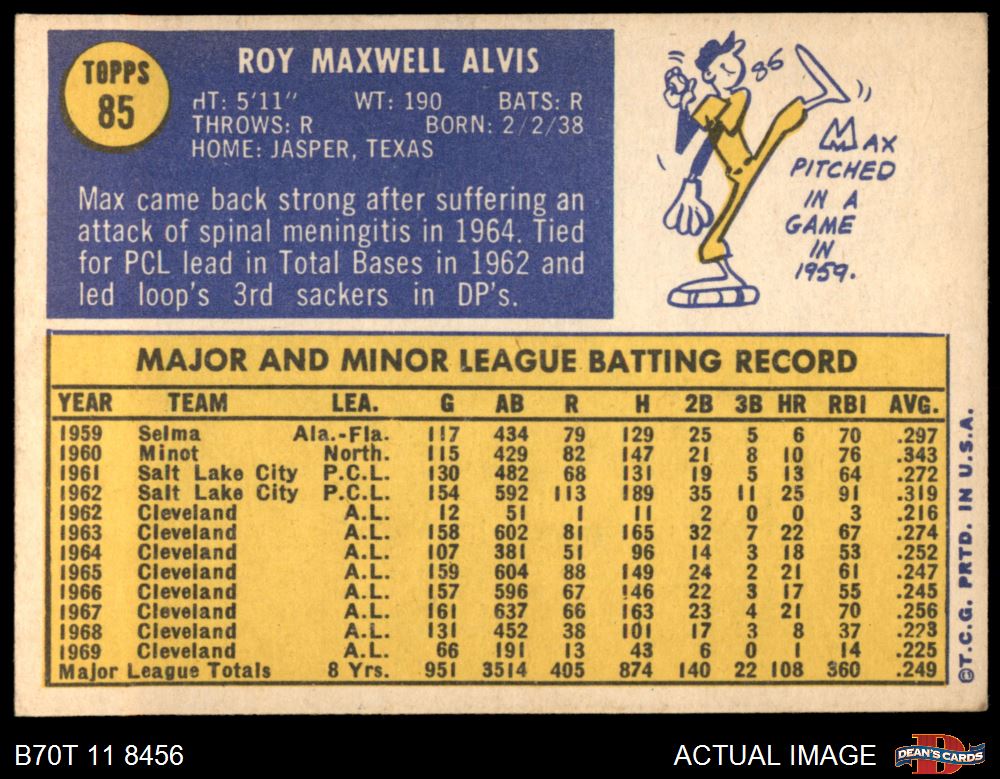 TOPPS
85
ROY MAXWELL ALVIS
HT: 5'11" WT: 190 BATS: R
THROWS: R BORN: 2/2/38
HOME: JASPER, TEXAS
Max came back strong after suffering an
attack of spinal meningitis in 1964. Tied
for PCL lead in Total Bases in 1962 and
led loop's 3rd sackers in DP's.
86
MAX
PITCHED
IN A
GAME
IN
1959.
MAJOR AND MINOR LEAGUE BATTING RECORD
YEAR TEAM LEA. G AB R H 2B 3B HR RBI AVG.
1959 Selma Ala.-Fla. 117 434 79 129 25 5 6 70 .297
1960 Minot North. 115 429 82 147 21 8 10 76 .343
1961 Salt Lake City P.C.L. 130 482 68 131 19 5 13 64 .272
1962 Salt Lake City P.C.L. 154 592 113 189 35 11 25 91 .319
1962 Cleveland A.L. 12 51 1 11 2 0 0 3 .216
1963 Cleveland A.L. 158 602 81 165 32 7 22 67 .274
1964 Cleveland A.L. 107 381 51 96 14 3 18 53 .252
1965 Cleveland A.L. 159 604 88 149 24 2 21 61 .247
1966 Cleveland A.L. 157 596 67 146 22 3 17 55 .245
1967 Cleveland A.L. 161 637 66 163 23 4 21 70 .256
1968 Cleveland A.L. 131 452 38 101 17 3 8 37 .223
1969 Cleveland A.L. 66 191 13 43 6 0 1 14 .225
Major League Totals 8 Yrs. 951 3514 405 874 140 22 108 360 .249
©T.C.G. PRTD. IN U.S.A.
B70T 11 8456
ACTUAL IMAGE
DEAN'S CARDS